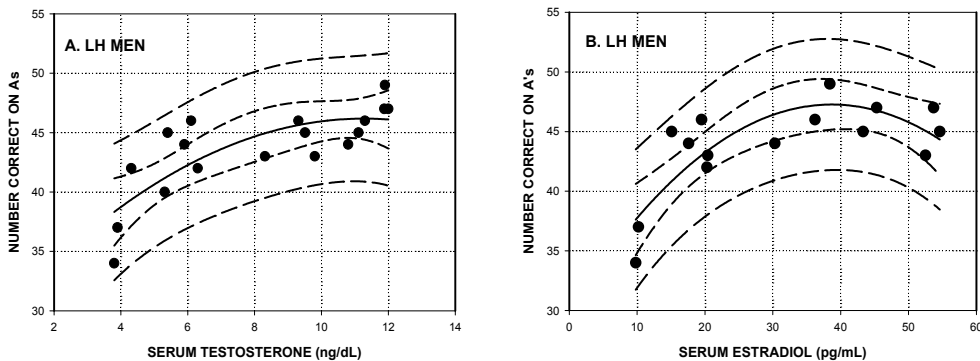 A. LH MEN
NUMBER CORRECT ON As
55
50
45
40
35
30
2 4 6 8 10 12 14
SERUM TESTOSTERONE (ng/dL)
B. LH MEN
NUMBER CORRECT ON A's
55
50
45
40
35
30
0 10 20 30 40 50 60
SERUM ESTRADIOL (pg/mL)